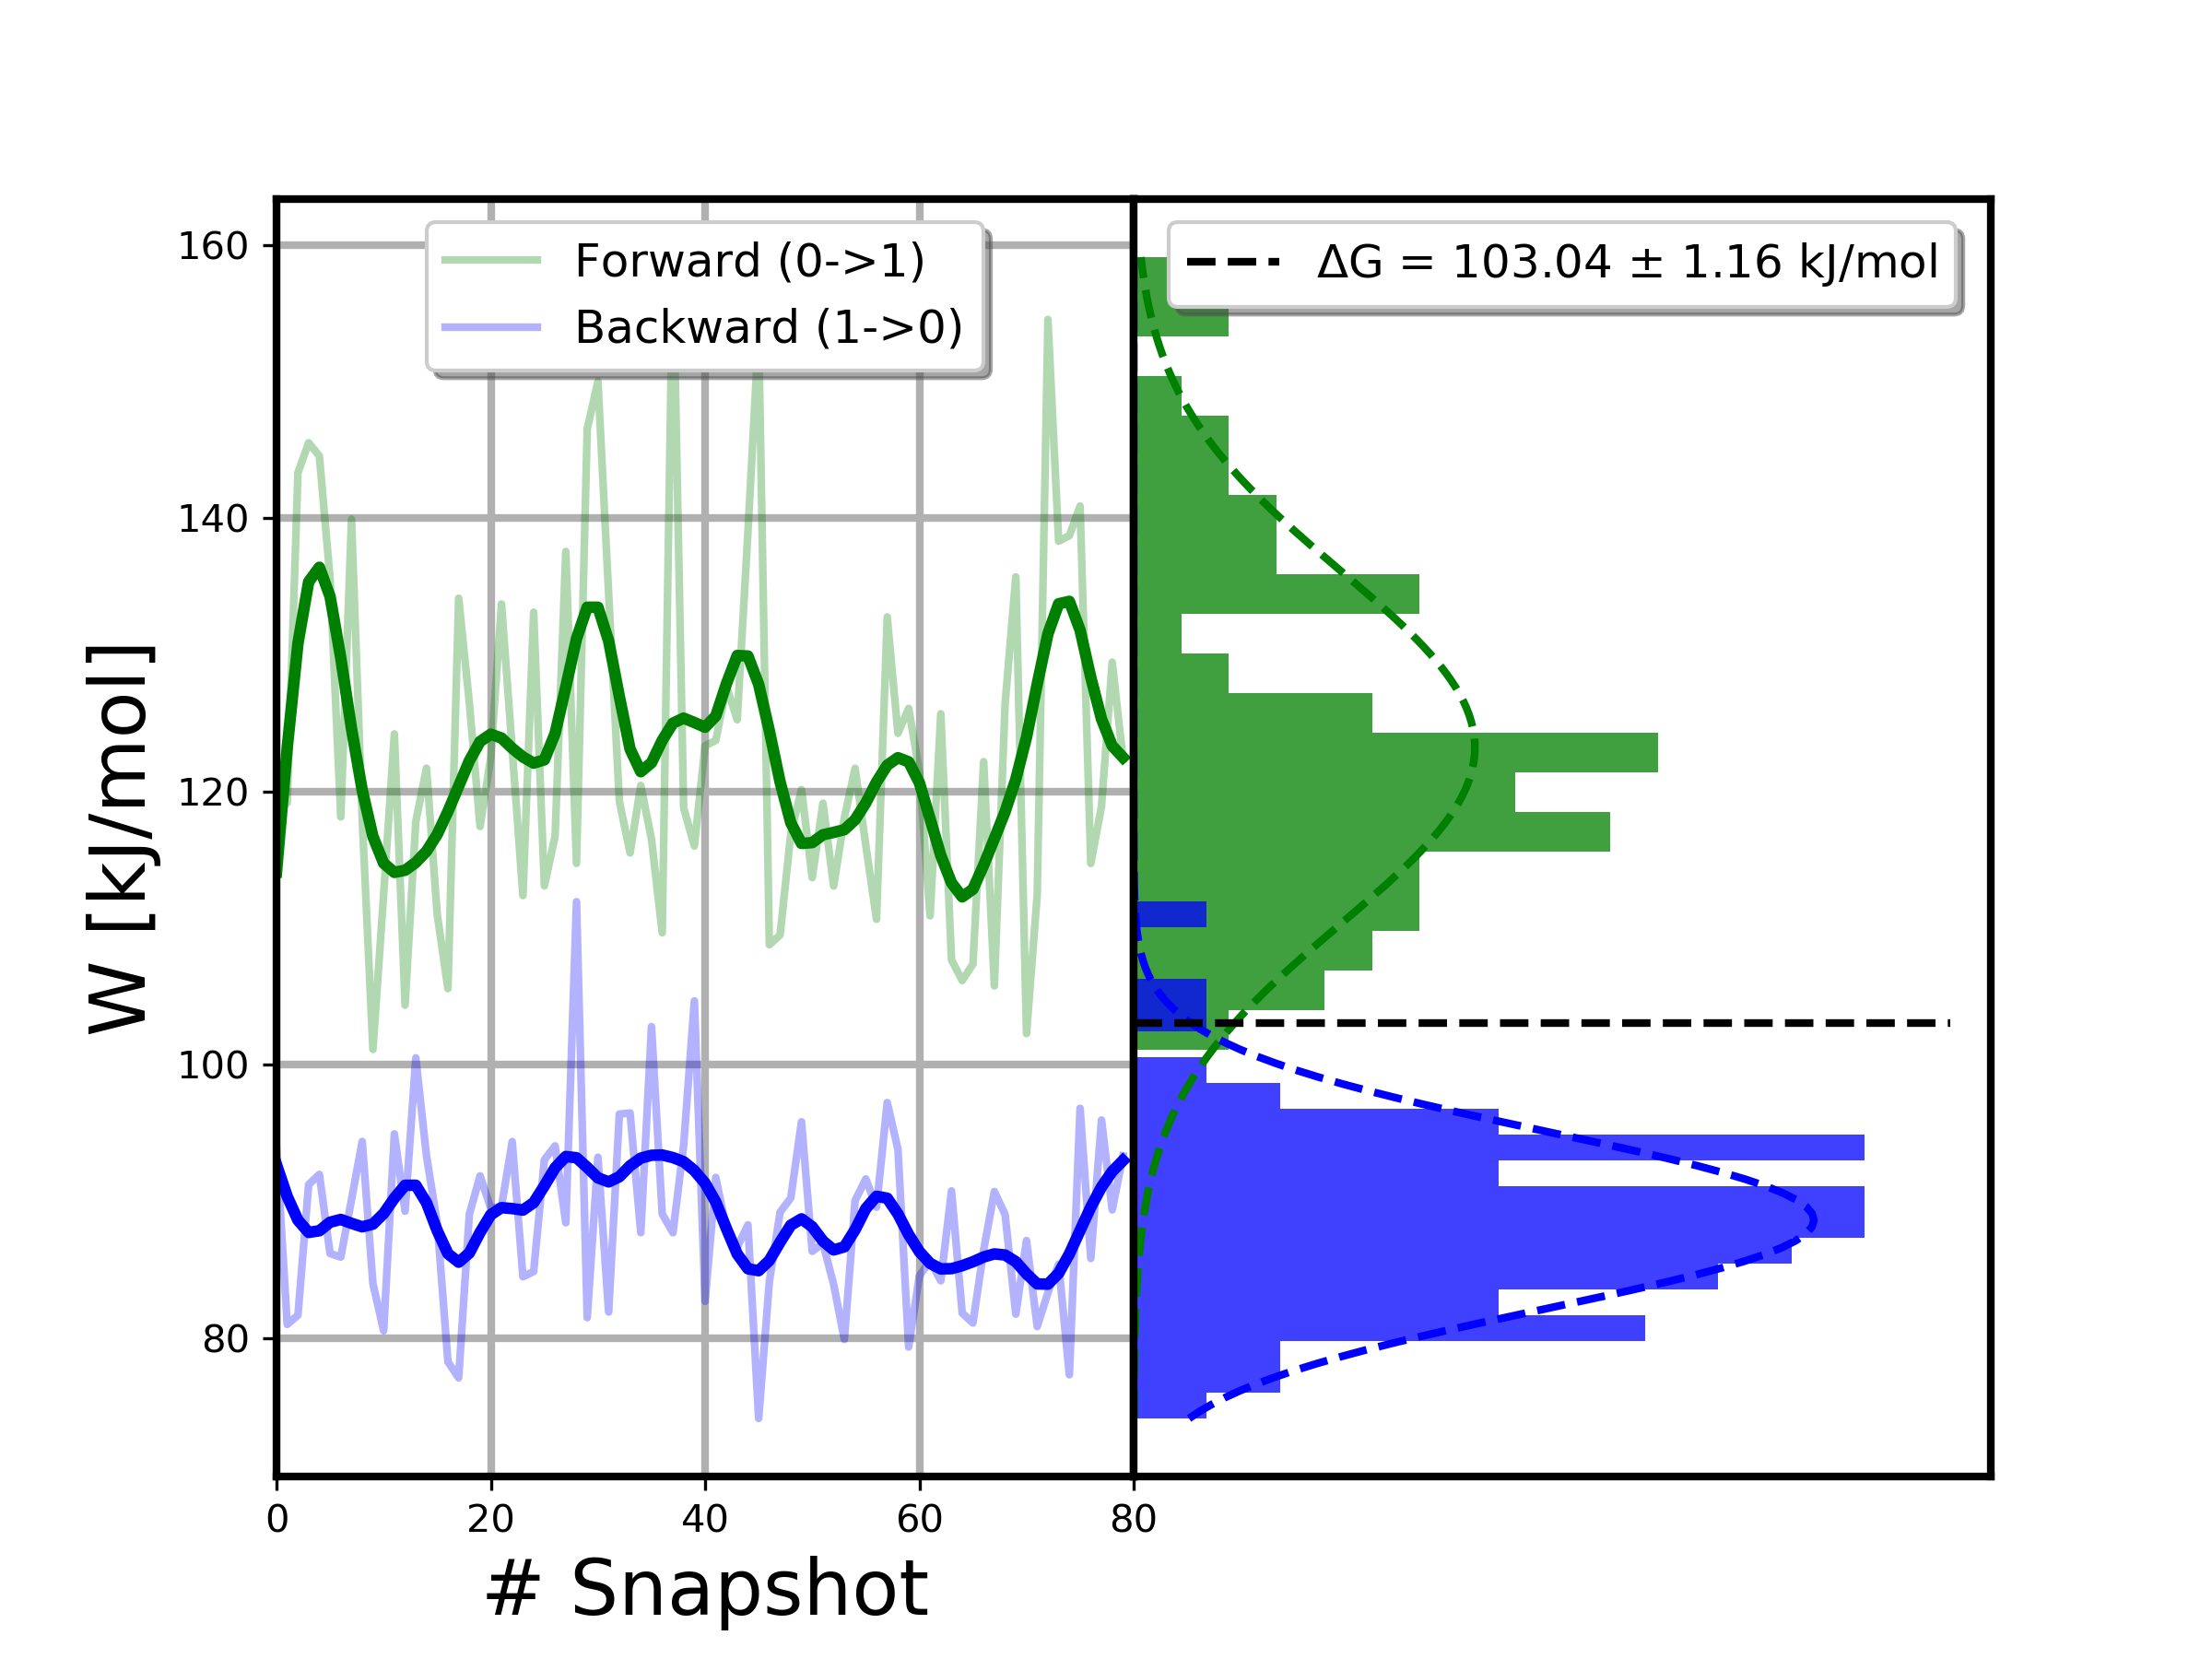 Forward (0->1)
Backward (1->0)
ΔG = 103.04 ± 1.16 kJ/mol
W [kJ/mol]
160
140
120
100
80
0 20 40 60 80
# Snapshot